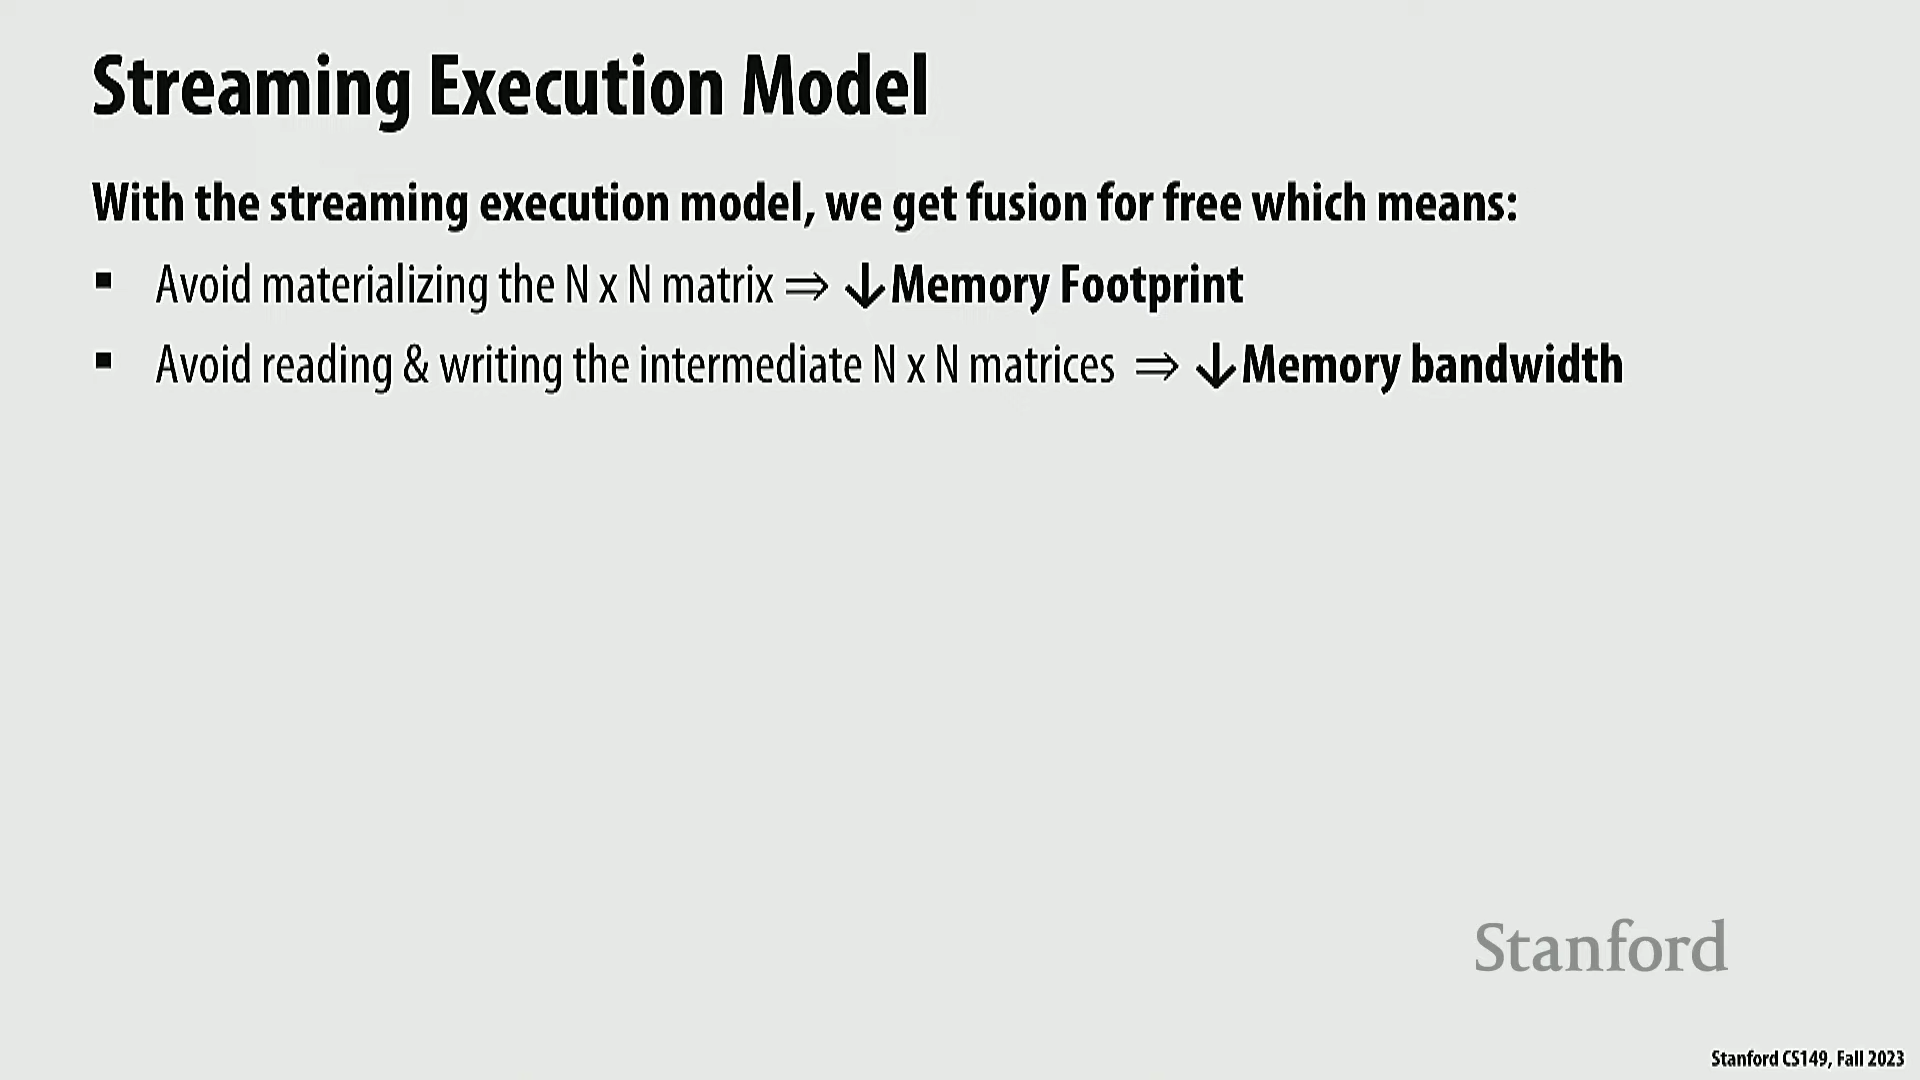 Streaming Execution Model
With the streaming execution model, we get fusion for free which means:
▪ Avoid materializing the N x N matrix ⇒ ↓Memory Footprint
▪ Avoid reading & writing the intermediate N x N matrices ⇒ ↓Memory bandwidth
Stanford
Stanford CS149, Fall 2023